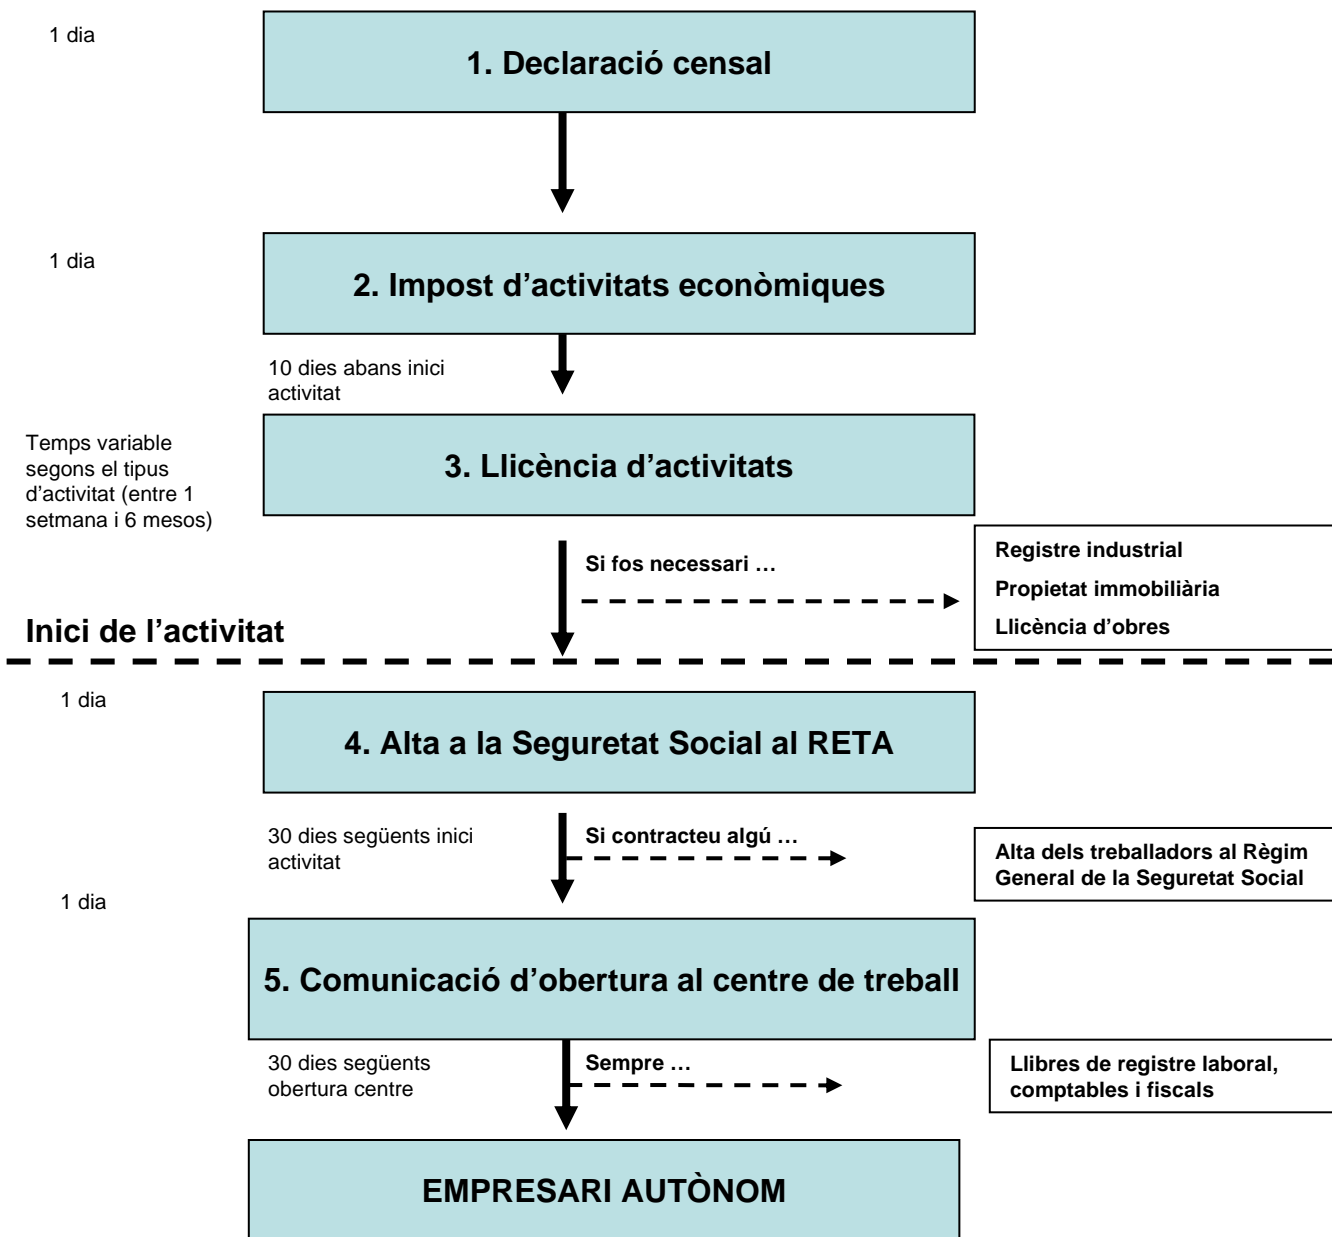 1 dia
1. Declaració censal
1 dia
2. Impost d’activitats econòmiques
10 dies abans inici
activitat
Temps variable
segons el tipus
d’activitat (entre 1
setmana i 6 mesos)
3. Llicència d’activitats
Si fos necessari …
Registre industrial
Propietat immobiliària
Llicència d’obres
Inici de l’activitat
1 dia
4. Alta a la Seguretat Social al RETA
30 dies següents inici
activitat
Si contracteu algú …
Alta dels treballadors al Règim
General de la Seguretat Social
1 dia
5. Comunicació d’obertura al centre de treball
30 dies següents
obertura centre
Sempre …
Llibres de registre laboral,
comptables i fiscals
EMPRESARI AUTÒNOM